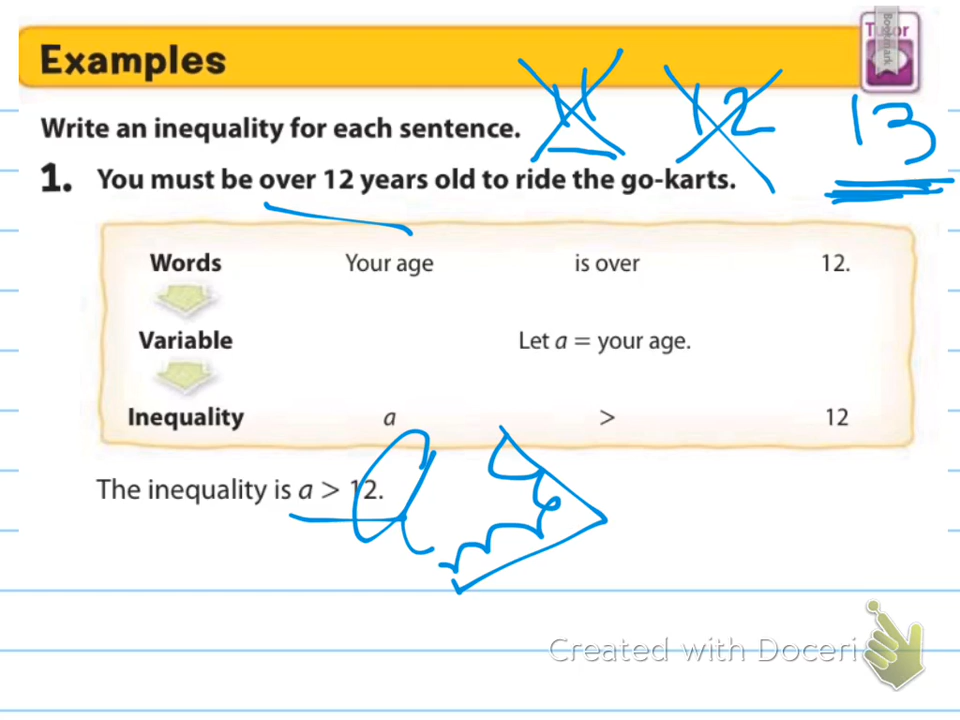 Tutor
Bookmark
Examples
11 12 13
Write an inequality for each sentence.
1. You must be over 12 years old to ride the go-karts.
Words Your age is over 12.
Variable Let a = your age.
Inequality a > 12
The inequality is a > 12.
a >
Created with Doceri